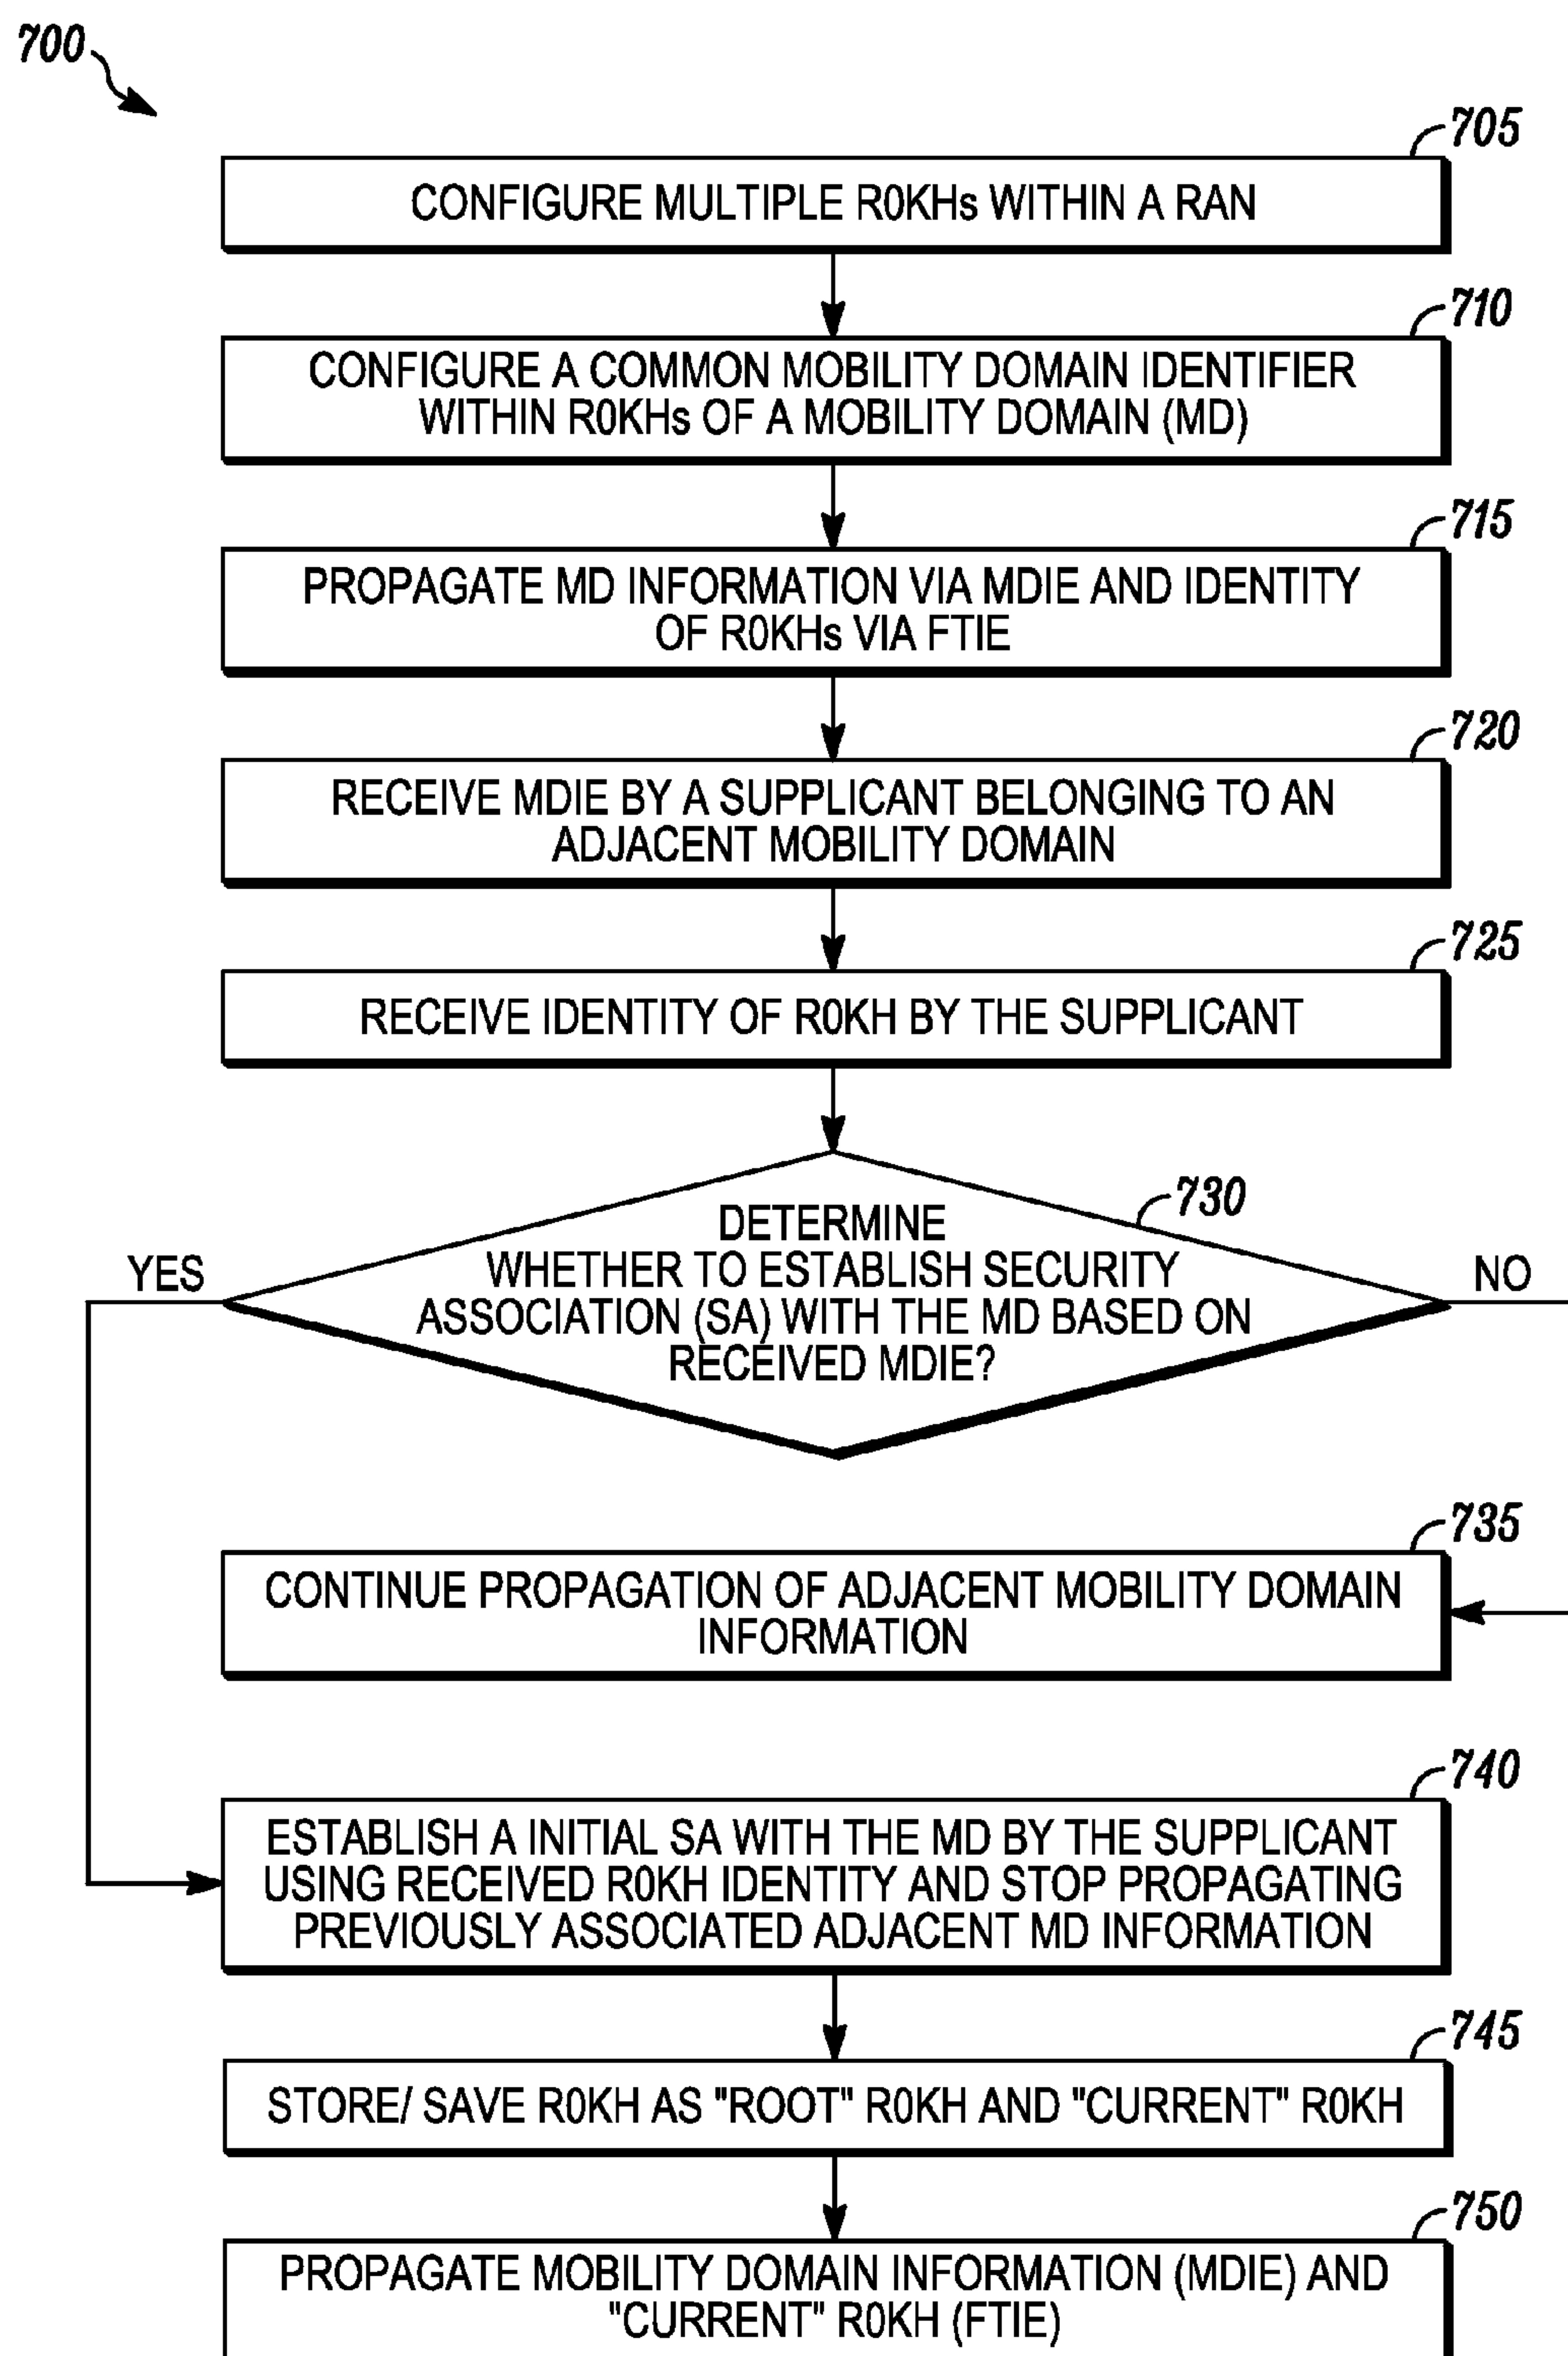 700
705
CONFIGURE MULTIPLE R0KHs WITHIN A RAN
710
CONFIGURE A COMMON MOBILITY DOMAIN IDENTIFIER
WITHIN R0KHs OF A MOBILITY DOMAIN (MD)
715
PROPAGATE MD INFORMATION VIA MDIE AND IDENTITY
OF R0KHs VIA FTIE
720
RECEIVE MDIE BY A SUPPLICANT BELONGING TO AN
ADJACENT MOBILITY DOMAIN
725
RECEIVE IDENTITY OF R0KH BY THE SUPPLICANT
730
DETERMINE
WHETHER TO ESTABLISH SECURITY
ASSOCIATION (SA) WITH THE MD BASED ON
RECEIVED MDIE?
YES
NO
735
CONTINUE PROPAGATION OF ADJACENT MOBILITY DOMAIN
INFORMATION
740
ESTABLISH A INITIAL SA WITH THE MD BY THE SUPPLICANT
USING RECEIVED R0KH IDENTITY AND STOP PROPAGATING
PREVIOUSLY ASSOCIATED ADJACENT MD INFORMATION
745
STORE/ SAVE R0KH AS "ROOT" R0KH AND "CURRENT" R0KH
750
PROPAGATE MOBILITY DOMAIN INFORMATION (MDIE) AND
"CURRENT" R0KH (FTIE)